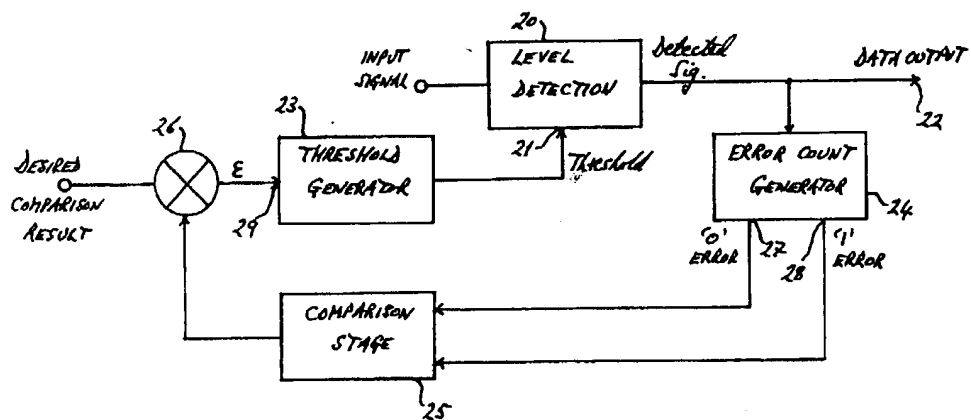 20
INPUT
SIGNAL
LEVEL
DETECTION
Detected
Sig.
DATA OUTPUT
22
21
Threshold
26
23
DESIRED
COMPARISON
RESULT
ε
29
THRESHOLD
GENERATOR
ERROR COUNT
GENERATOR
24
'0'
ERROR
27
28
'1'
ERROR
COMPARISON
STAGE
25